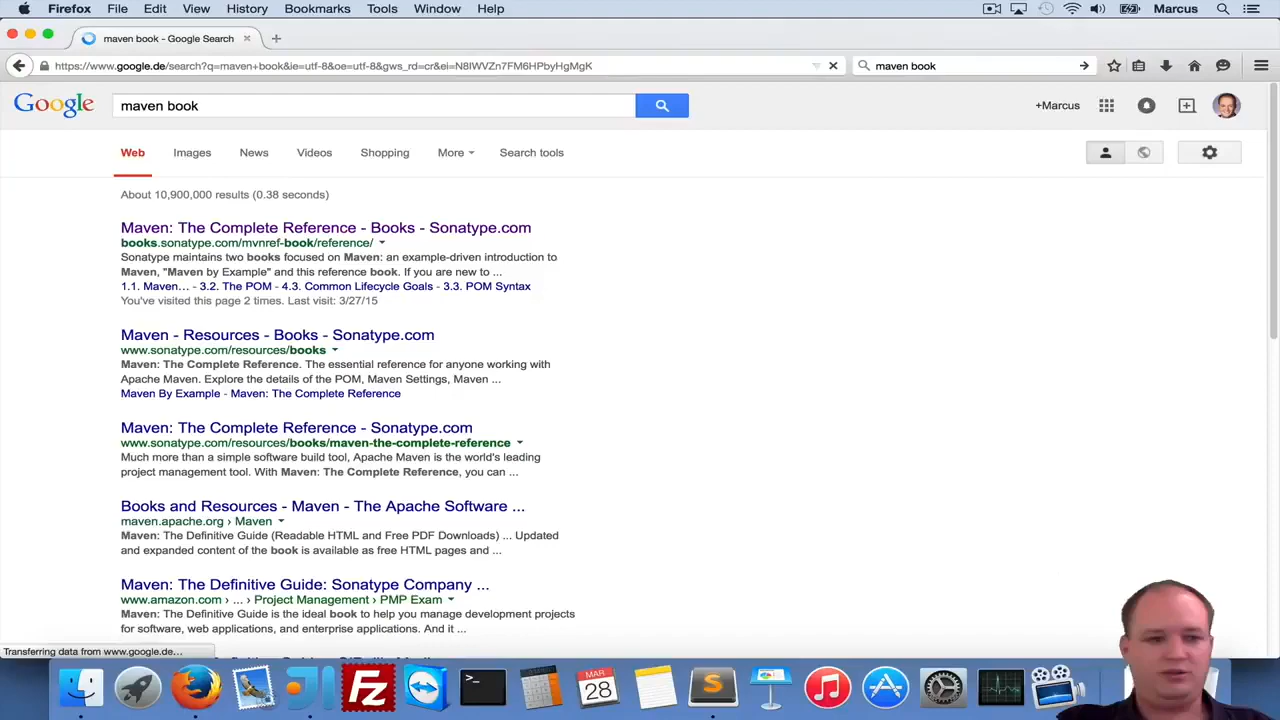 Firefox File Edit View History Bookmarks Tools Window Help Marcus
maven book - Google Search
https://www.google.de/search?q=maven+book&ie=utf-8&oe=utf-8&gws_rd=cr&ei=N8IWVZn7FM6HPbyHgMgK maven book
Google maven book +Marcus
Web Images News Videos Shopping More Search tools
About 10,900,000 results (0.38 seconds)
Maven: The Complete Reference - Books - Sonatype.com
books.sonatype.com/mvnref-book/reference/
Sonatype maintains two books focused on Maven: an example-driven introduction to
Maven, "Maven by Example" and this reference book. If you are new to ...
1.1. Maven... - 3.2. The POM - 4.3. Common Lifecycle Goals - 3.3. POM Syntax
You've visited this page 2 times. Last visit: 3/27/15
Maven - Resources - Books - Sonatype.com
www.sonatype.com/resources/books
Maven: The Complete Reference. The essential reference for anyone working with
Apache Maven. Explore the details of the POM, Maven Settings, Maven ...
Maven By Example - Maven: The Complete Reference
Maven: The Complete Reference - Sonatype.com
www.sonatype.com/resources/books/maven-the-complete-reference
Much more than a simple software build tool, Apache Maven is the world's leading
project management tool. With Maven: The Complete Reference, you can ...
Books and Resources - Maven - The Apache Software ...
maven.apache.org › Maven
Maven: The Definitive Guide (Readable HTML and Free PDF Downloads) ... Updated
and expanded content of the book is available as free HTML pages and ...
Maven: The Definitive Guide: Sonatype Company ...
www.amazon.com › ... › Project Management › PMP Exam
Maven: The Definitive Guide is the ideal book to help you manage development projects
for software, web applications, and enterprise applications. And it ...
Transferring data from www.google.de...
MAR
28